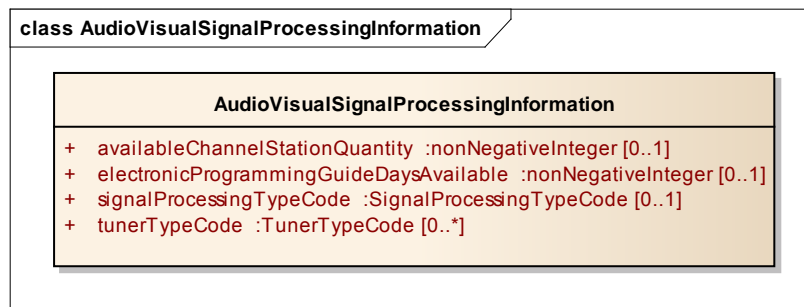 class AudioVisualSignalProcessingInformation
AudioVisualSignalProcessingInformation
+ availableChannelStationQuantity :nonNegativeInteger [0..1]
+ electronicProgrammingGuideDaysAvailable :nonNegativeInteger [0..1]
+ signalProcessingTypeCode :SignalProcessingTypeCode [0..1]
+ tunerTypeCode :TunerTypeCode [0..*]